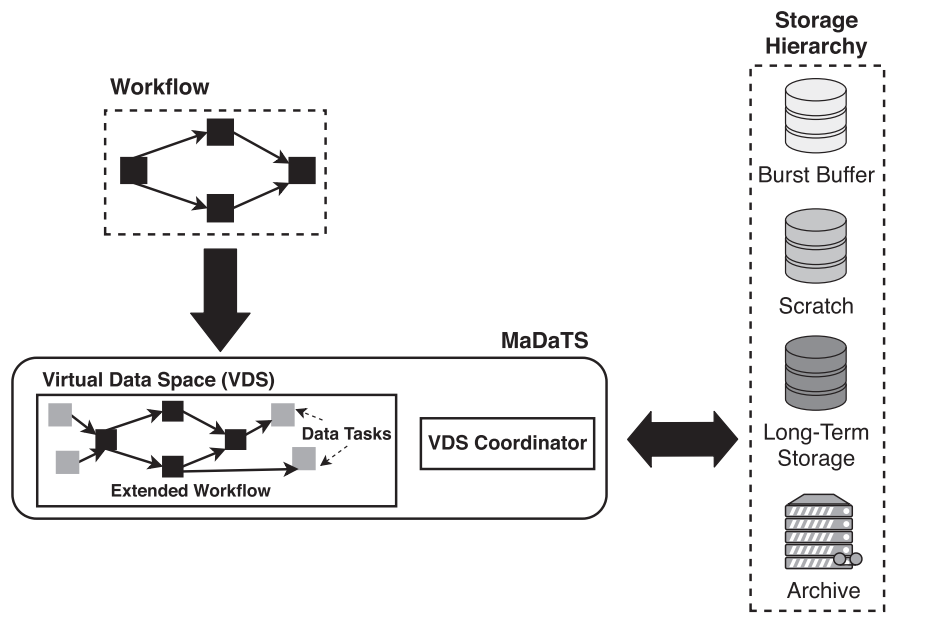 Workflow
MaDaTS
Virtual Data Space (VDS)
Data Tasks
Extended Workflow
VDS Coordinator
Storage
Hierarchy
Burst Buffer
Scratch
Long-Term
Storage
Archive